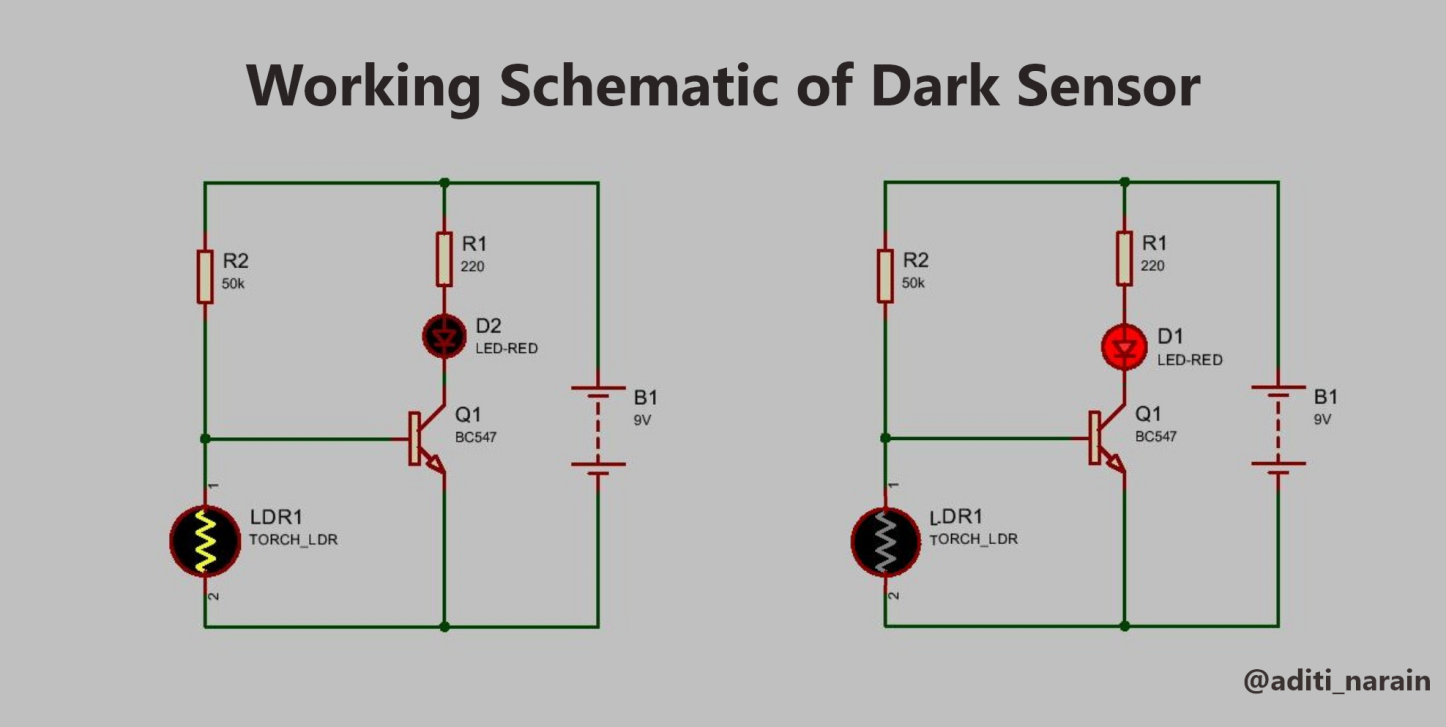 Working Schematic of Dark Sensor
R2
50k
R1
220
D2
LED-RED
Q1
BC547
B1
9V
1
LDR1
TORCH_LDR
2
R2
50k
R1
220
D1
LED-RED
Q1
BC547
B1
9V
1
LDR1
TORCH_LDR
2
@aditi_narain